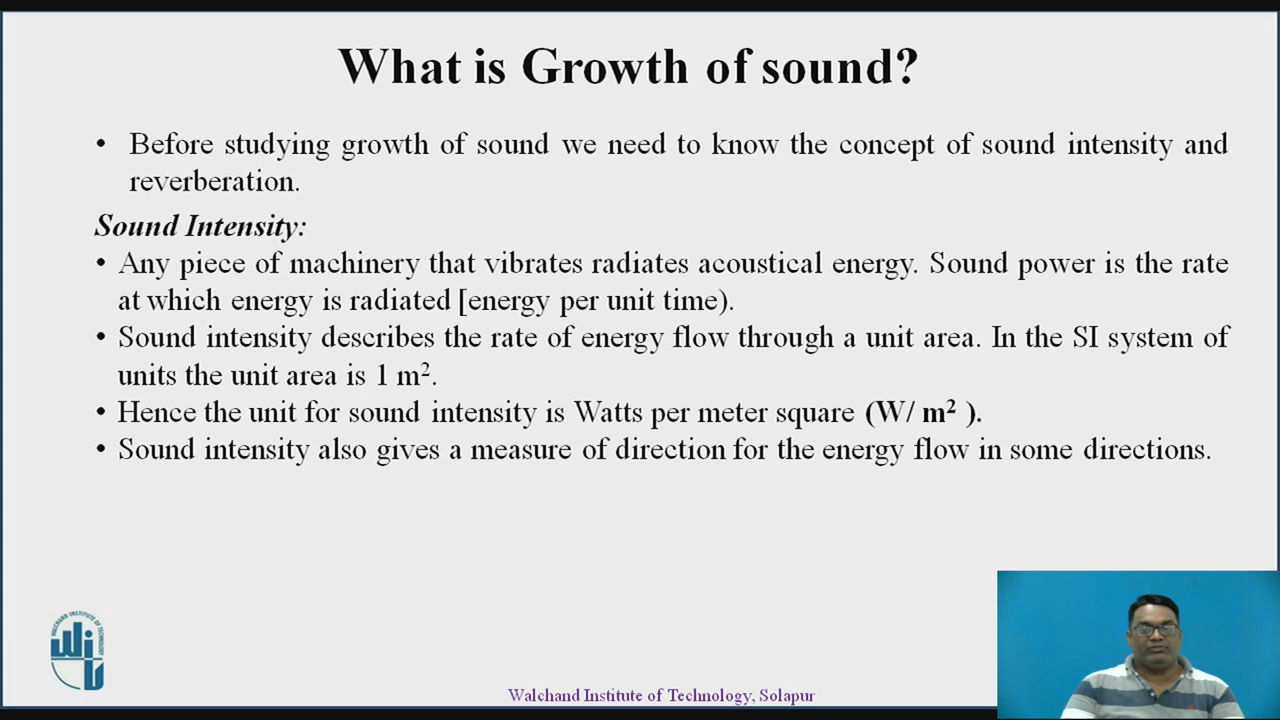 What is Growth of sound?
• Before studying growth of sound we need to know the concept of sound intensity and
reverberation.
Sound Intensity:
• Any piece of machinery that vibrates radiates acoustical energy. Sound power is the rate
at which energy is radiated [energy per unit time).
• Sound intensity describes the rate of energy flow through a unit area. In the SI system of
units the unit area is 1 m².
• Hence the unit for sound intensity is Watts per meter square (W/ m² ).
• Sound intensity also gives a measure of direction for the energy flow in some directions.
WALCHAND INSTITUTE OF TECHNOLOGY
WIT
Walchand Institute of Technology, Solapur